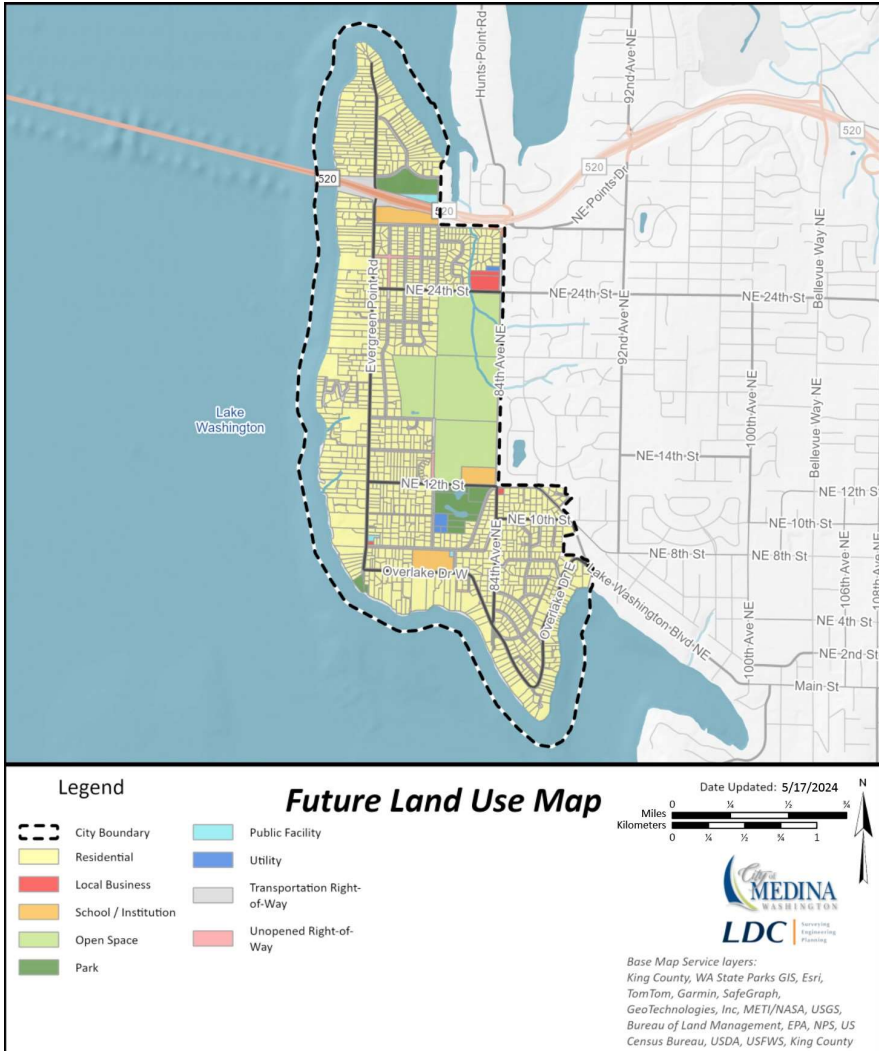 Hunts Point Rd
92nd Ave NE
520
520
520
NE Points Dr
520
Bellevue Way NE
Evergreen Point Rd
NE 24th St
NE 24th St
NE 24th St
84th Ave NE
92nd Ave NE
100th Ave NE
Bellevue Way NE
Lake
Washington
NE 14th St
NE 12th St
NE 12th St
NE 10th St
NE 10th St
NE 8th St
NE 8th St
Overlake Dr W
84th Ave NE
Overlake Dr E
Lake Washington Blvd NE
106th Ave NE
108th Ave NE
NE 4th St
NE 2nd St
100th Ave NE
Main St
Legend
City Boundary
Residential
Local Business
School / Institution
Open Space
Park
Public Facility
Utility
Transportation Right-
of-Way
Unopened Right-of-
Way
Future Land Use Map
Date Updated: 5/17/2024
N
0 ¼ ½ ¾
Miles
Kilometers
0 ¼ ½ ¾ 1
City of
MEDINA
WASHINGTON
LDC
Surveying
Engineering
Planning
Base Map Service layers:
King County, WA State Parks GIS, Esri,
TomTom, Garmin, SafeGraph,
GeoTechnologies, Inc, METI/NASA, USGS,
Bureau of Land Management, EPA, NPS, US
Census Bureau, USDA, USFWS, King County